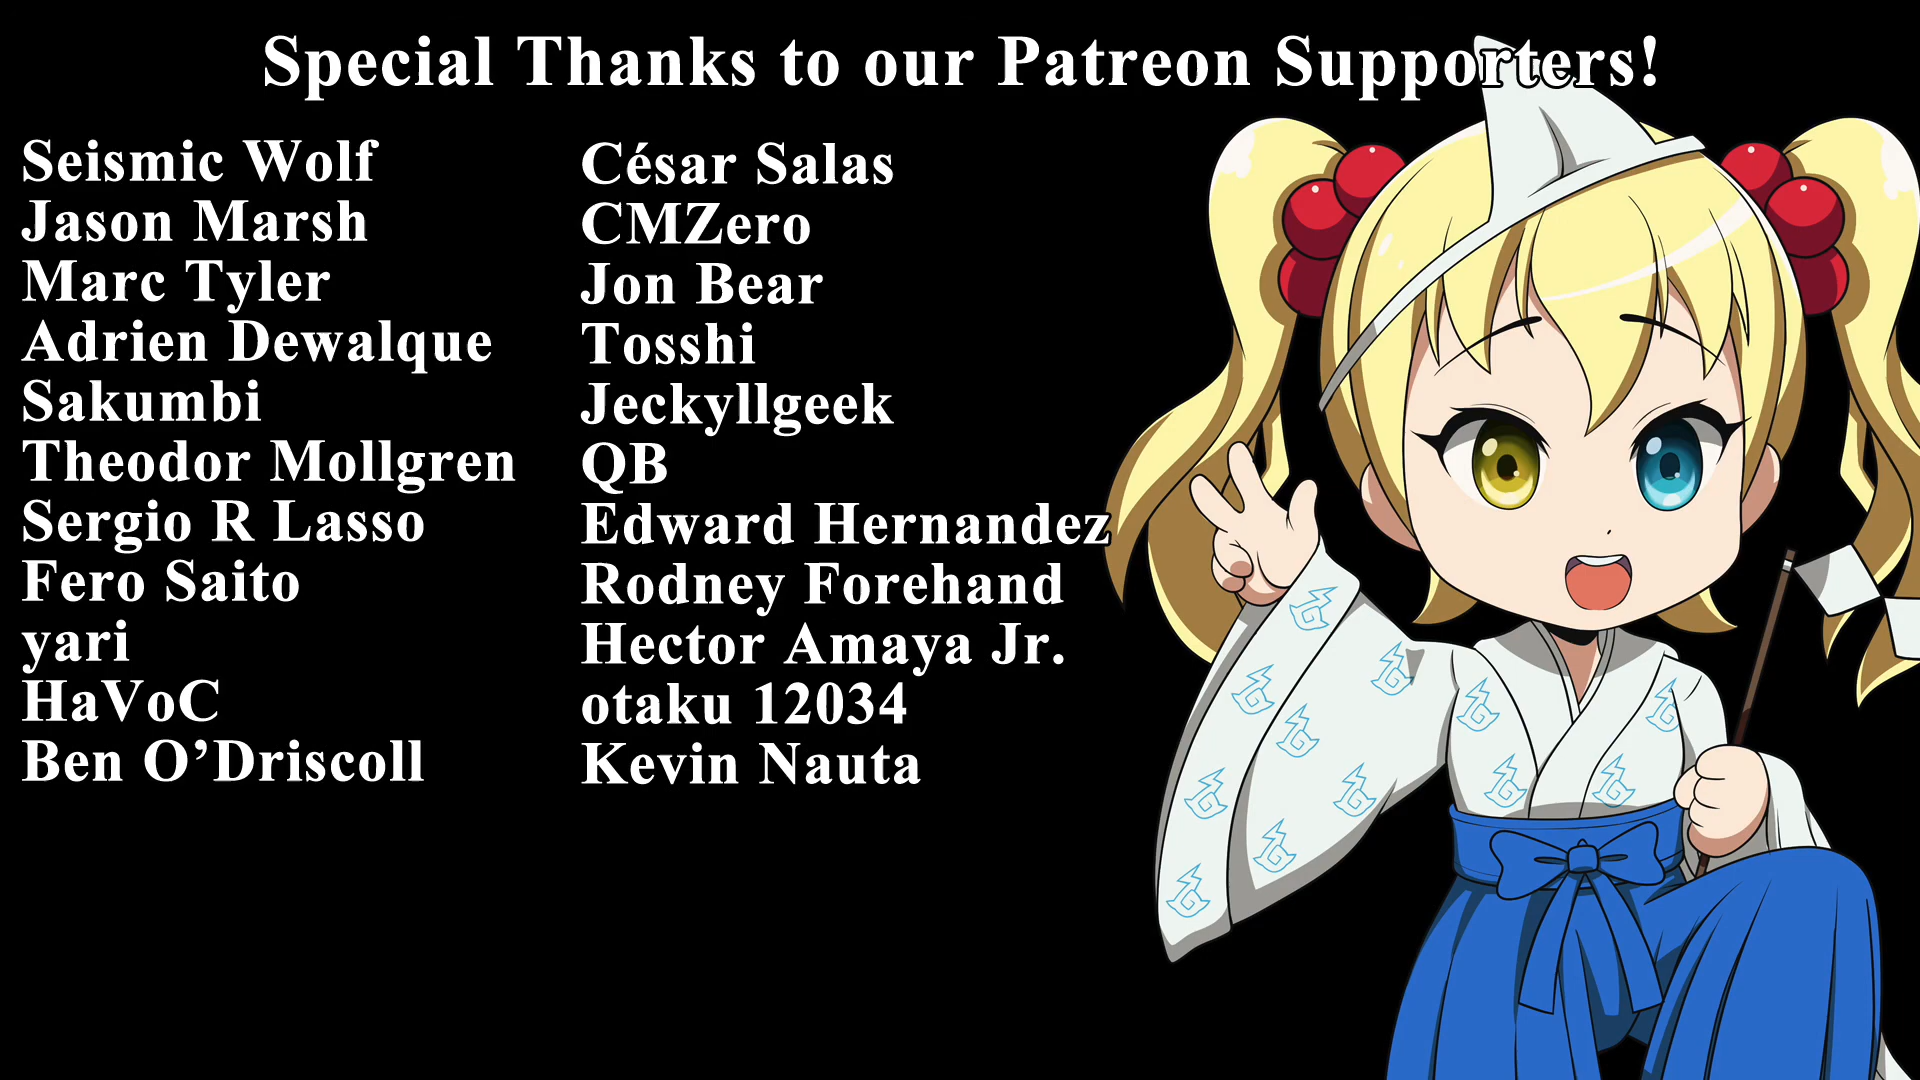 Special Thanks to our Patreon Supporters!
Seismic Wolf
Jason Marsh
Marc Tyler
Adrien Dewalque
Sakumbi
Theodor Mollgren
Sergio R Lasso
Fero Saito
yari
HaVoC
Ben O’Driscoll
César Salas
CMZero
Jon Bear
Tosshi
Jeckyllgeek
QB
Edward Hernandez
Rodney Forehand
Hector Amaya Jr.
otaku 12034
Kevin Nauta